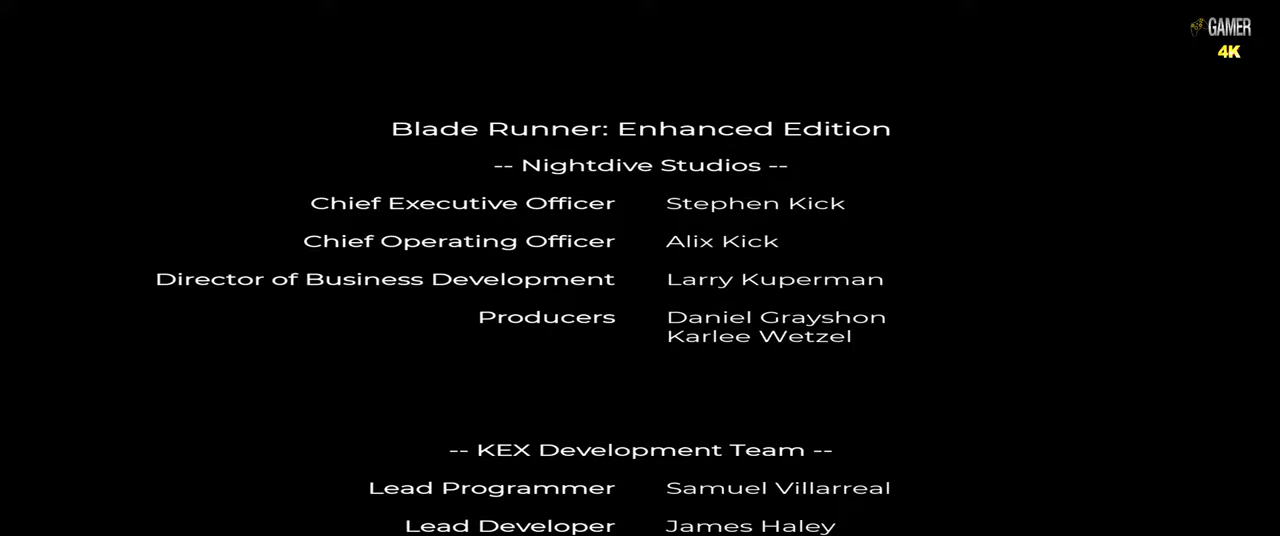 GAMER
4K
Blade Runner: Enhanced Edition
-- Nightdive Studios --
Chief Executive Officer Stephen Kick
Chief Operating Officer Alix Kick
Director of Business Development Larry Kuperman
Producers Daniel Grayshon
Karlee Wetzel
-- KEX Development Team --
Lead Programmer Samuel Villarreal
Lead Developer James Haley